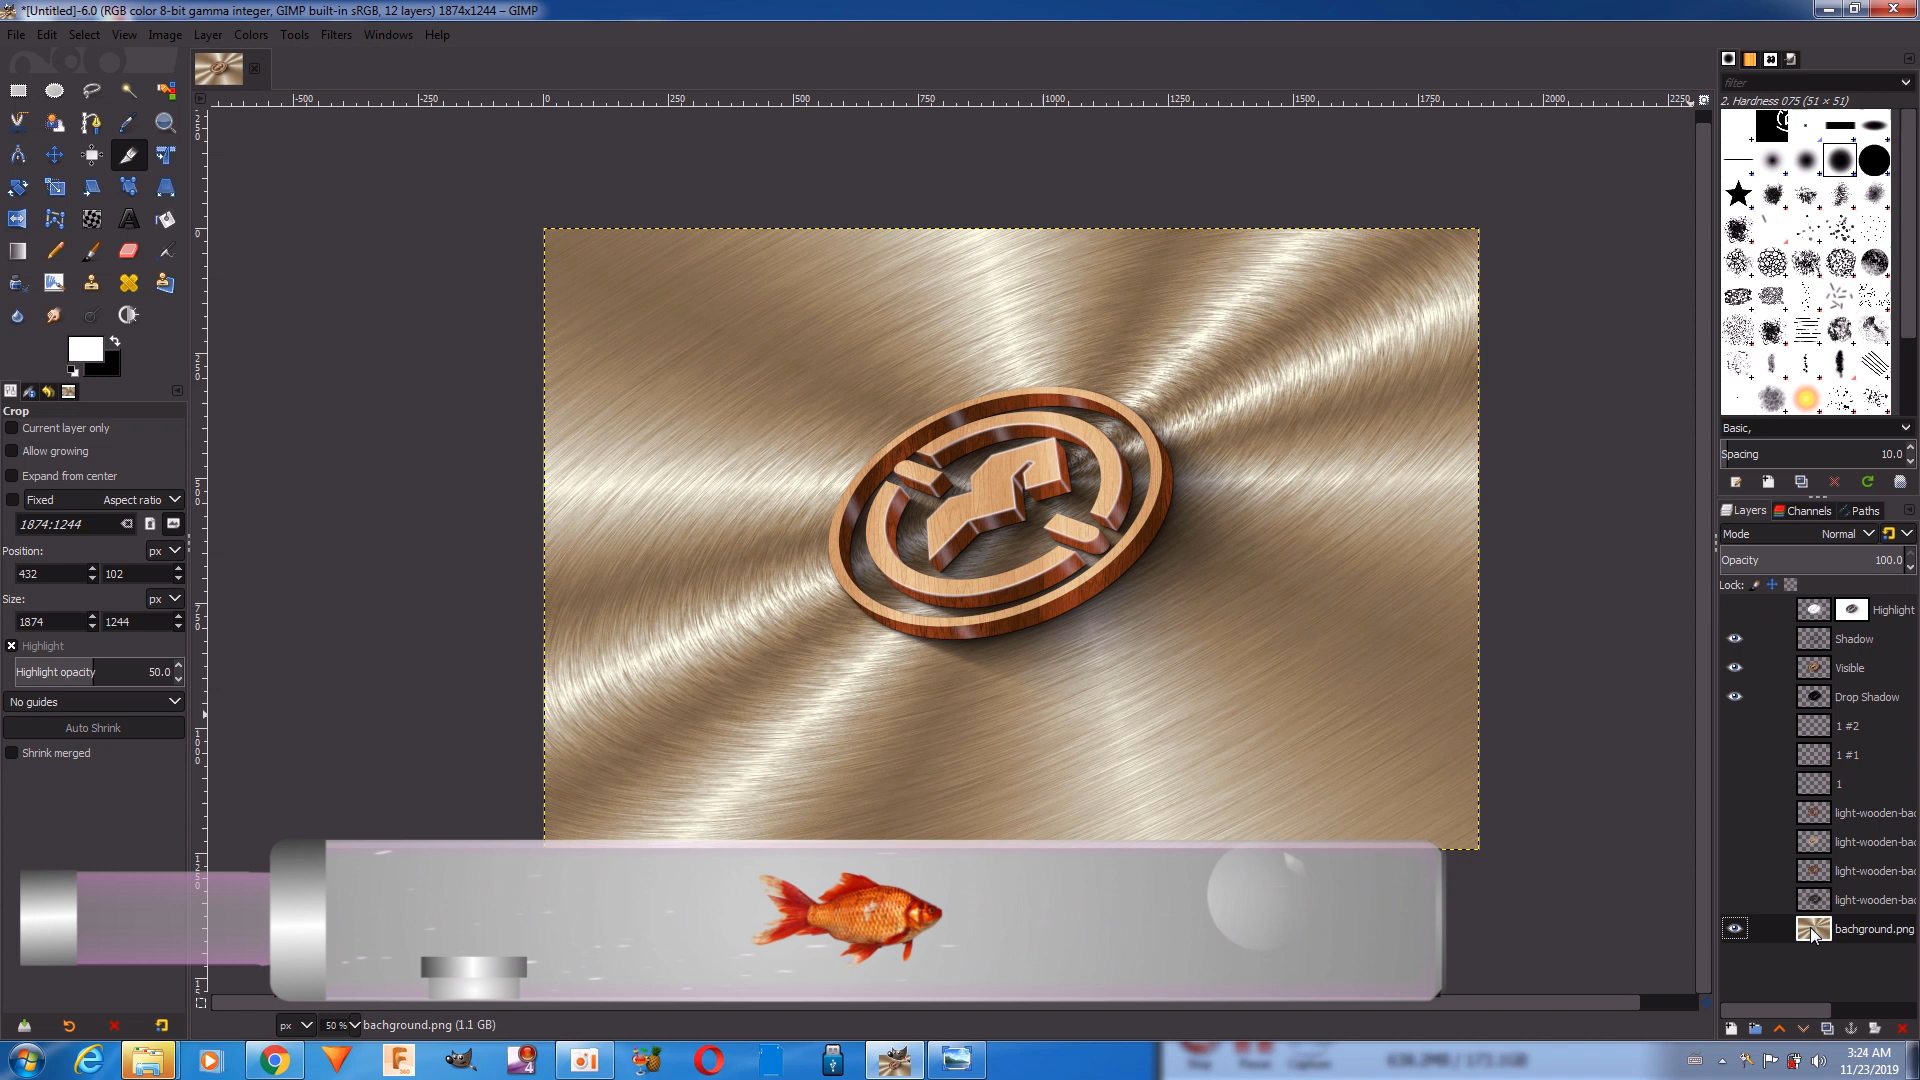 *[Untitled]-6.0 (RGB color 8-bit gamma integer, GIMP built-in sRGB, 12 layers) 1874x1244 – GIMP
File Edit Select View Image Layer Colors Tools Filters Windows Help
-500 -250 0 250 500 750 1000 1250 1500 1750 2000 2250
filter
2. Hardness 075 (51 × 51)
Basic,
Spacing 10.0
Crop
Current layer only
Allow growing
Expand from center
Fixed Aspect ratio
1874:1244
Position: px
432 102
Size: px
1874 1244
Highlight
Highlight opacity 50.0
No guides
Auto Shrink
Shrink merged
Layers Channels Paths
Mode Normal
Opacity 100.0
Lock:
Highlight
Shadow
Visible
Drop Shadow
1 #2
1 #1
1
light-wooden-bac
light-wooden-bac
light-wooden-bac
light-wooden-bac
bachground.png
px 50 % bachground.png (1.1 GB)
3:24 AM
11/23/2019